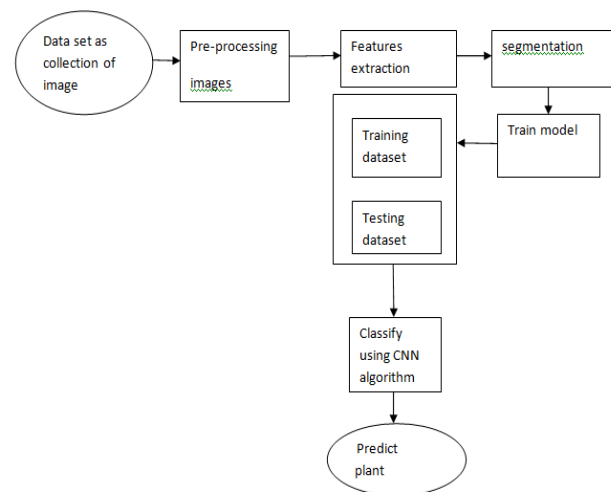 Data set as
collection of
image
Pre-processing
images
Features
extraction
segmentation
Train model
Training
dataset
Testing
dataset
Classify
using CNN
algorithm
Predict
plant